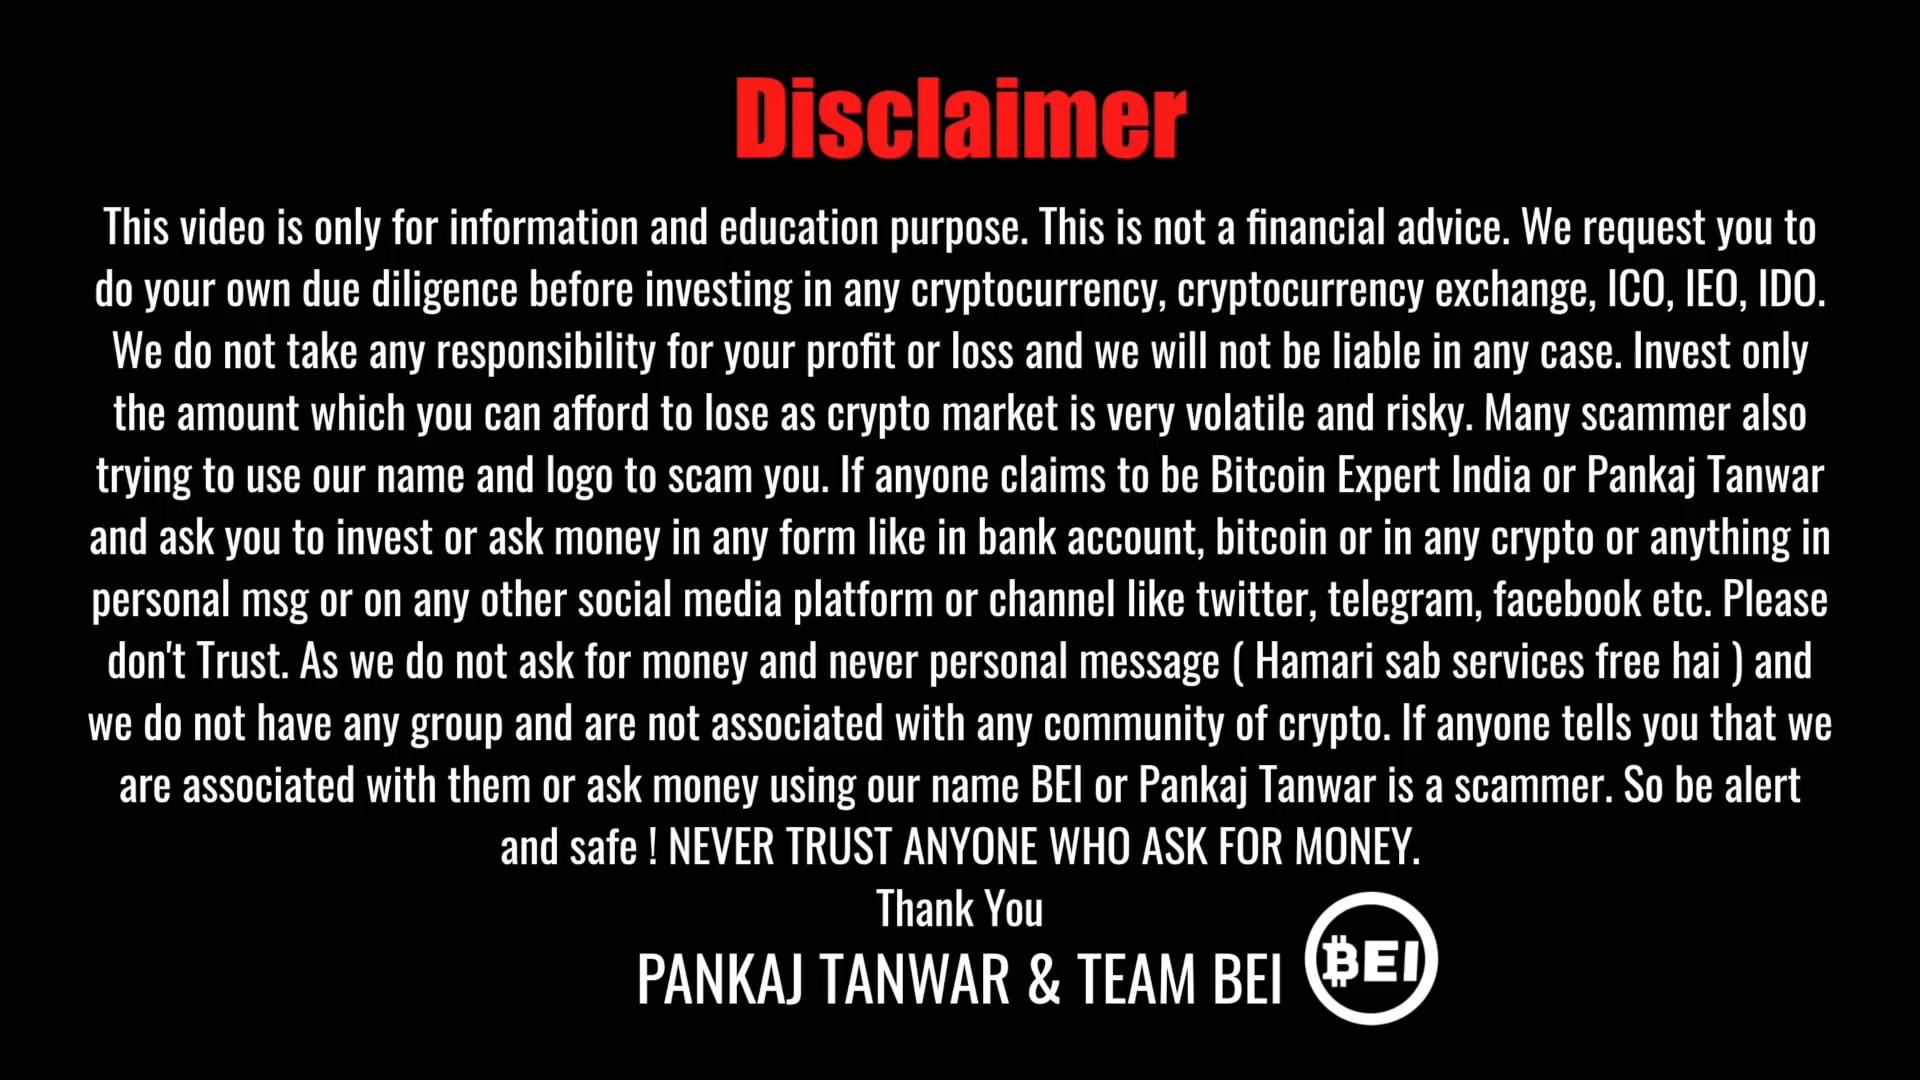 Disclaimer
This video is only for information and education purpose. This is not a financial advice. We request you to
do your own due diligence before investing in any cryptocurrency, cryptocurrency exchange, ICO, IEO, IDO.
We do not take any responsibility for your profit or loss and we will not be liable in any case. Invest only
the amount which you can afford to lose as crypto market is very volatile and risky. Many scammer also
trying to use our name and logo to scam you. If anyone claims to be Bitcoin Expert India or Pankaj Tanwar
and ask you to invest or ask money in any form like in bank account, bitcoin or in any crypto or anything in
personal msg or on any other social media platform or channel like twitter, telegram, facebook etc. Please
don't Trust. As we do not ask for money and never personal message ( Hamari sab services free hai ) and
we do not have any group and are not associated with any community of crypto. If anyone tells you that we
are associated with them or ask money using our name BEI or Pankaj Tanwar is a scammer. So be alert
and safe ! NEVER TRUST ANYONE WHO ASK FOR MONEY.
Thank You
PANKAJ TANWAR & TEAM BEI
BEI